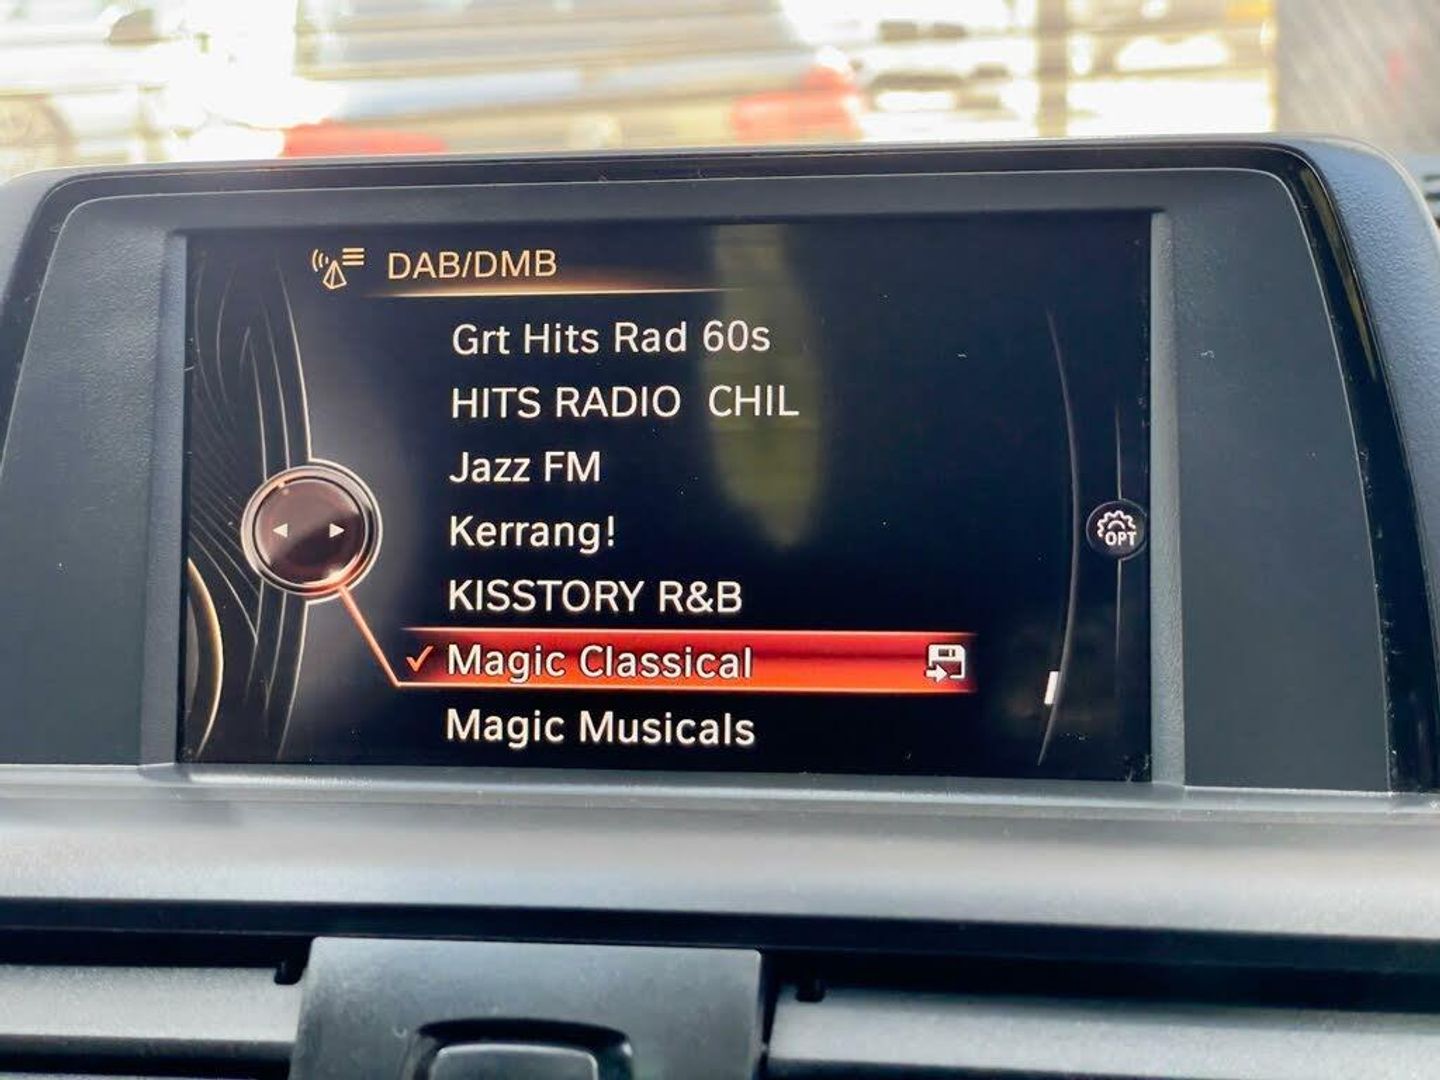 DAB/DMB
Grt Hits Rad 60s
HITS RADIO  CHIL
Jazz FM
Kerrang!
KISSTORY R&B
✓ Magic Classical
Magic Musicals
OPT